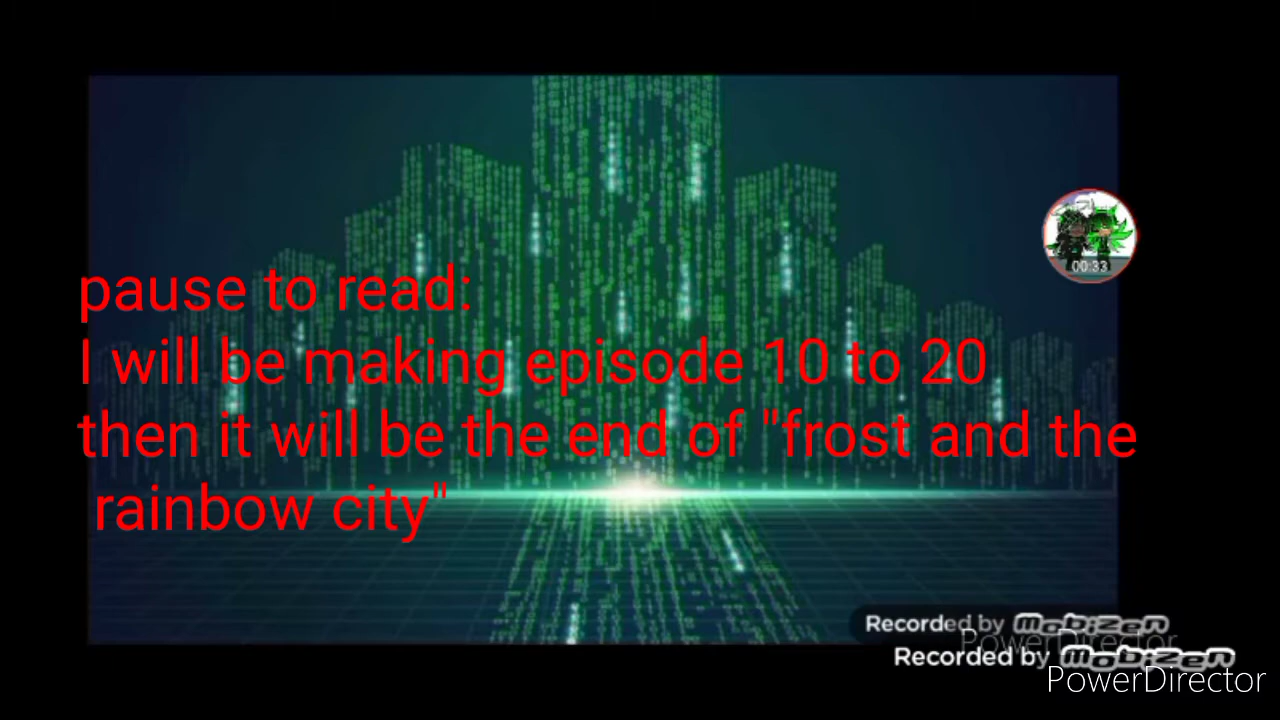 00:33
pause to read:
I will be making episode 10 to 20
then it will be the end of "frost and the
rainbow city"
Recorded by Mobizen
PowerDirector
Recorded by Mobizen
PowerDirector